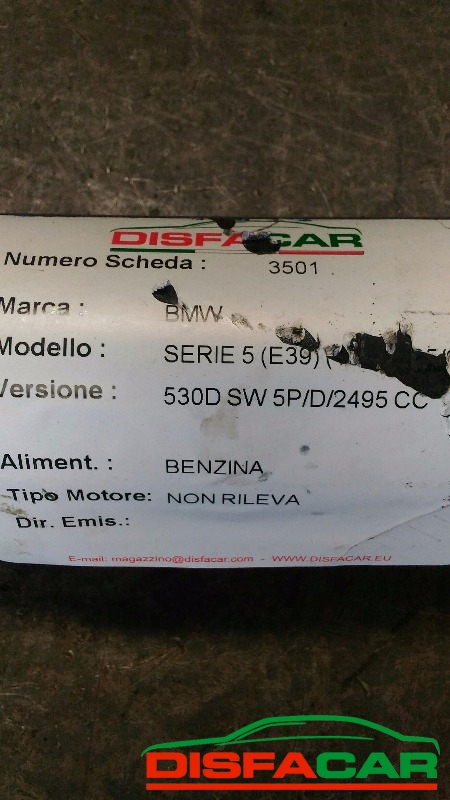 DISFACAR
Numero Scheda : 3501
Marca : BMW
Modello : SERIE 5 (E39)
Versione : 530D SW 5P/D/2495 CC
Aliment. : BENZINA
Tipo Motore: NON RILEVA
Dir. Emis.:
E-mail: magazzino@disfacar.com - WWW.DISFACAR.EU
DISFACAR